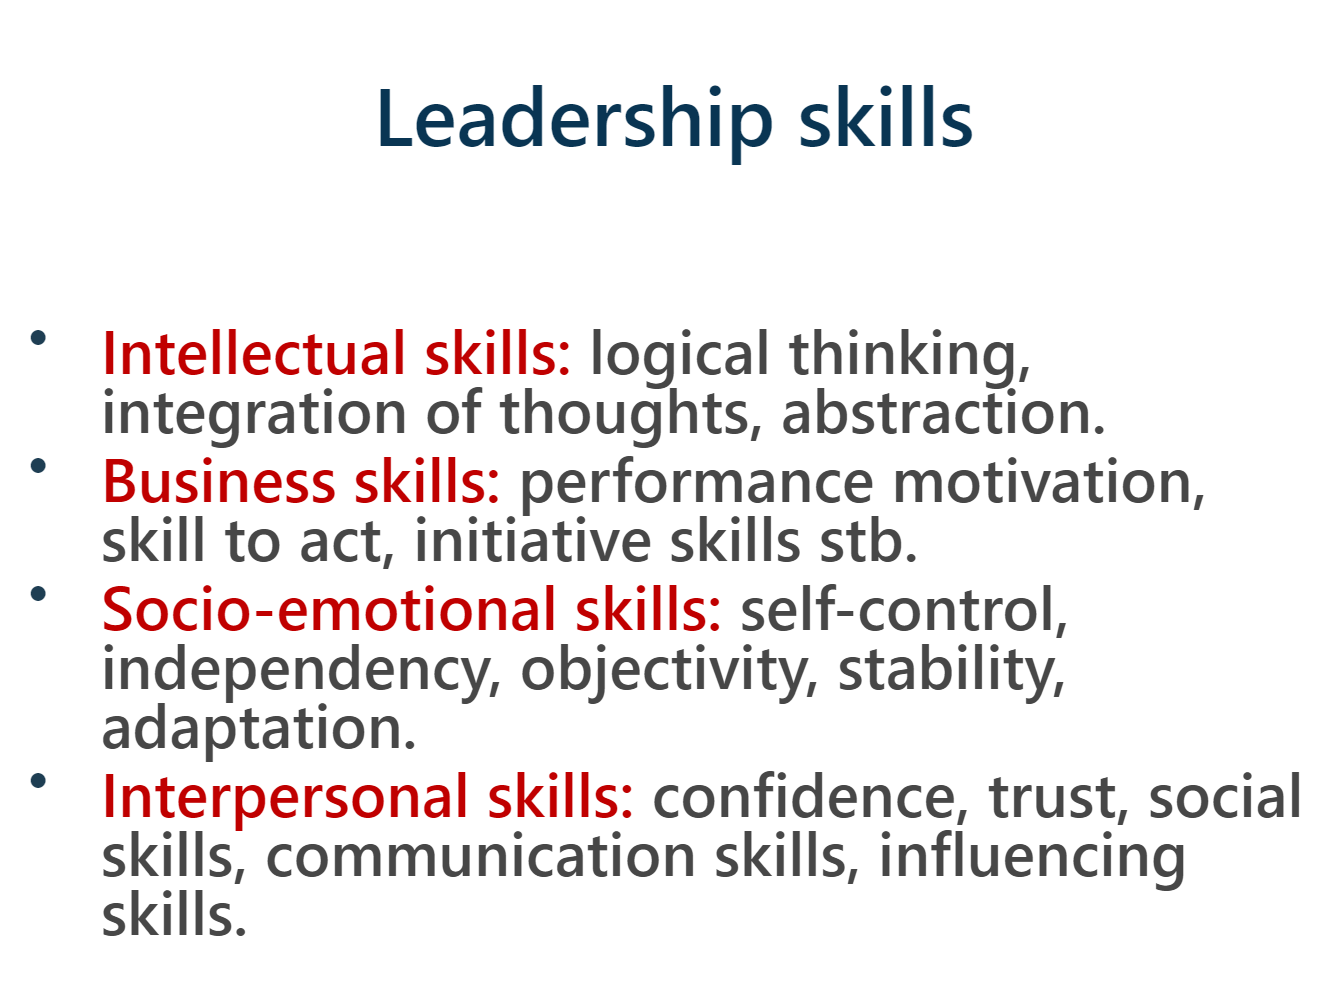 Leadership skills
• Intellectual skills: logical thinking,
integration of thoughts, abstraction.
• Business skills: performance motivation,
skill to act, initiative skills stb.
• Socio-emotional skills: self-control,
independency, objectivity, stability,
adaptation.
• Interpersonal skills: confidence, trust, social
skills, communication skills, influencing
skills.